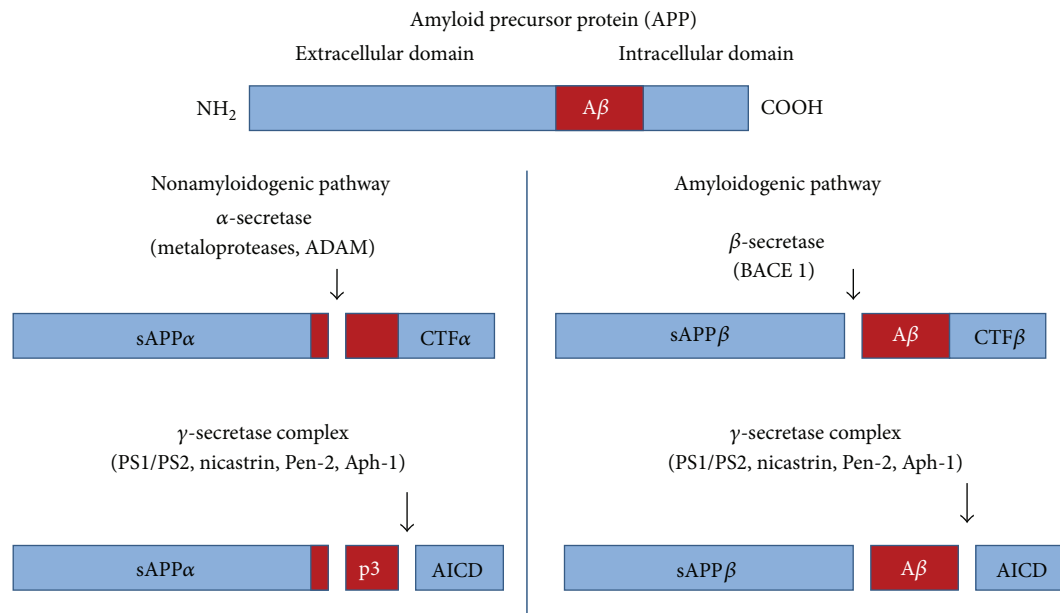 Amyloid precursor protein (APP)
Extracellular domain
Intracellular domain
NH₂
Aβ
COOH
Nonamyloidogenic pathway
α-secretase
(metaloproteases, ADAM)
sAPPα
CTFα
γ-secretase complex
(PS1/PS2, nicastrin, Pen-2, Aph-1)
sAPPα
p3
AICD
Amyloidogenic pathway
β-secretase
(BACE 1)
sAPPβ
Aβ
CTFβ
γ-secretase complex
(PS1/PS2, nicastrin, Pen-2, Aph-1)
sAPPβ
Aβ
AICD